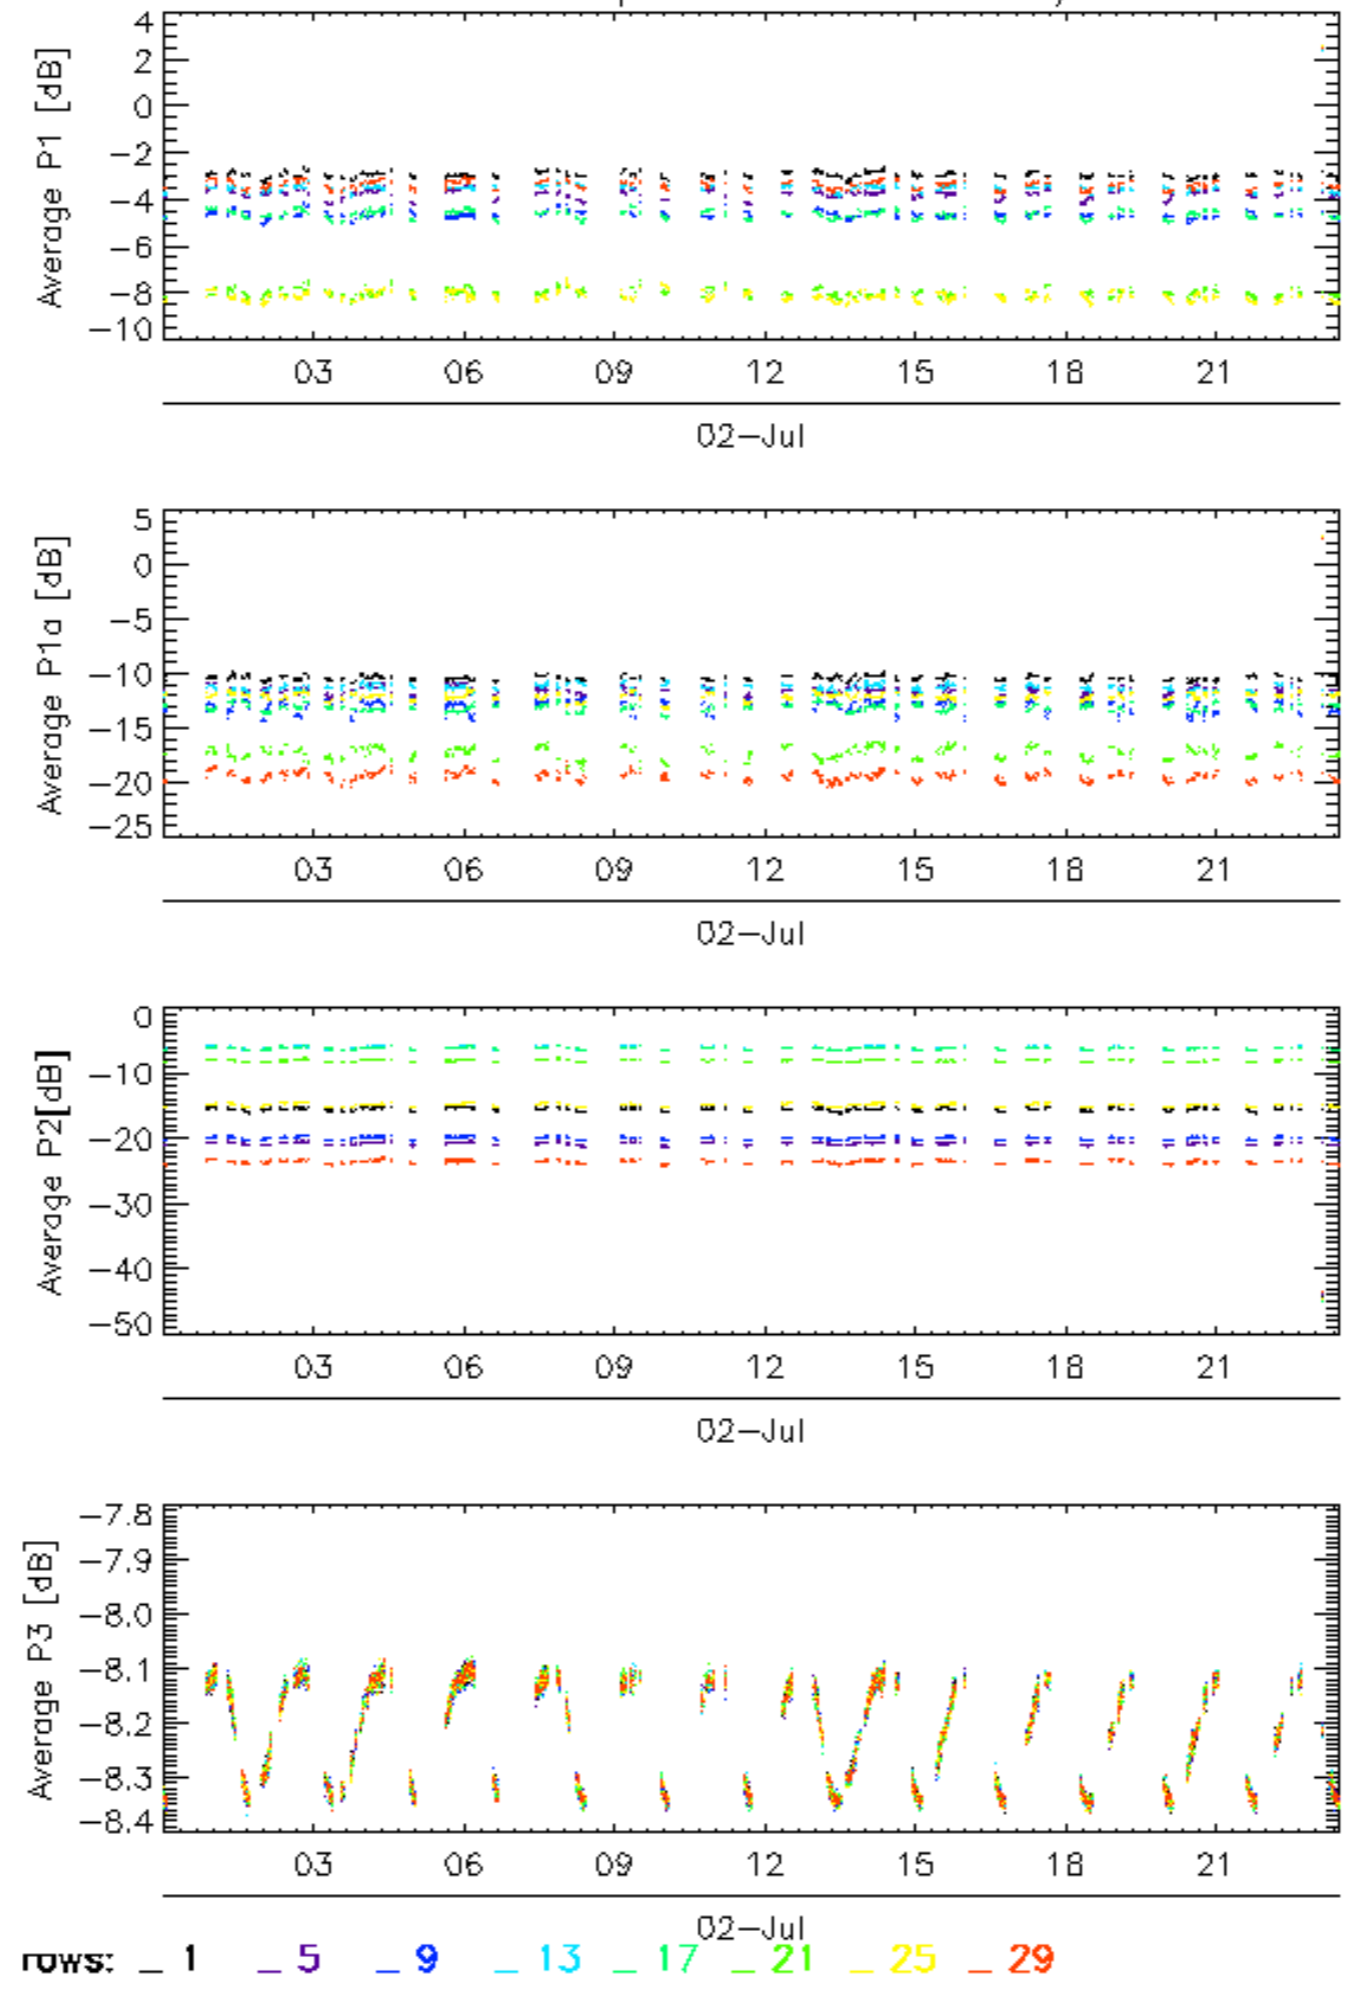 4
2
0
−2
−4
−6
−8
−10
Average P1 [dB]
03 06 09 12 15 18 21
02−Jul
5
0
−5
−10
−15
−20
−25
Average P1a [dB]
03 06 09 12 15 18 21
02−Jul
0
−10
−20
−30
−40
−50
Average P2[dB]
03 06 09 12 15 18 21
02−Jul
−7.8
−7.9
−8.0
−8.1
−8.2
−8.3
−8.4
Average P3 [dB]
03 06 09 12 15 18 21
02−Jul
rows: _ 1 _ 5 _ 9 _ 13 _ 17 _ 21 _ 25 _ 29